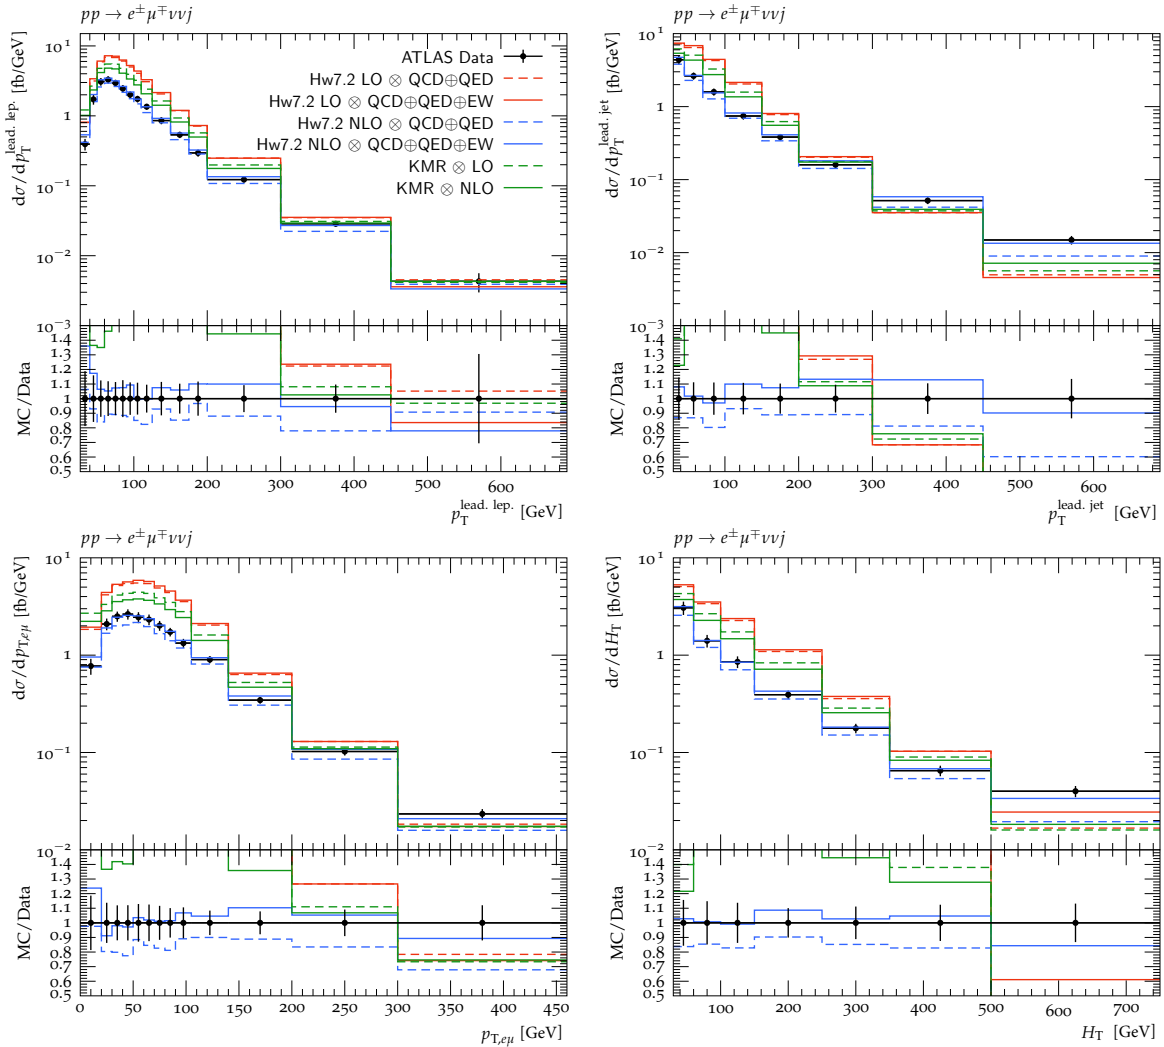 pp → e±μ∓ννj
dσ/dp_T^lead. lep. [fb/GeV]
10^1
1
10^−1
10^−2
10^−3
ATLAS Data
Hw7.2 LO ⊗ QCD⊕QED
Hw7.2 LO ⊗ QCD⊕QED⊕EW
Hw7.2 NLO ⊗ QCD⊕QED
Hw7.2 NLO ⊗ QCD⊕QED⊕EW
KMR ⊗ LO
KMR ⊗ NLO
MC/Data
1.4
1.3
1.2
1.1
1
0.9
0.8
0.7
0.6
0.5
100 200 300 400 500 600
p_T^lead. lep. [GeV]
pp → e±μ∓ννj
dσ/dp_T^lead. jet [fb/GeV]
1
10^−1
10^−2
10^−3
MC/Data
1.4
1.3
1.2
1.1
1
0.9
0.8
0.7
0.6
0.5
100 200 300 400 500 600
p_T^lead. jet [GeV]
pp → e±μ∓ννj
dσ/dp_T,eμ [fb/GeV]
10^1
1
10^−1
10^−2
MC/Data
1.4
1.3
1.2
1.1
1
0.9
0.8
0.7
0.6
0.5
0 50 100 150 200 250 300 350 400 450
p_T,eμ [GeV]
pp → e±μ∓ννj
dσ/dH_T [fb/GeV]
10^1
1
10^−1
10^−2
MC/Data
1.4
1.3
1.2
1.1
1
0.9
0.8
0.7
0.6
0.5
100 200 300 400 500 600 700
H_T [GeV]